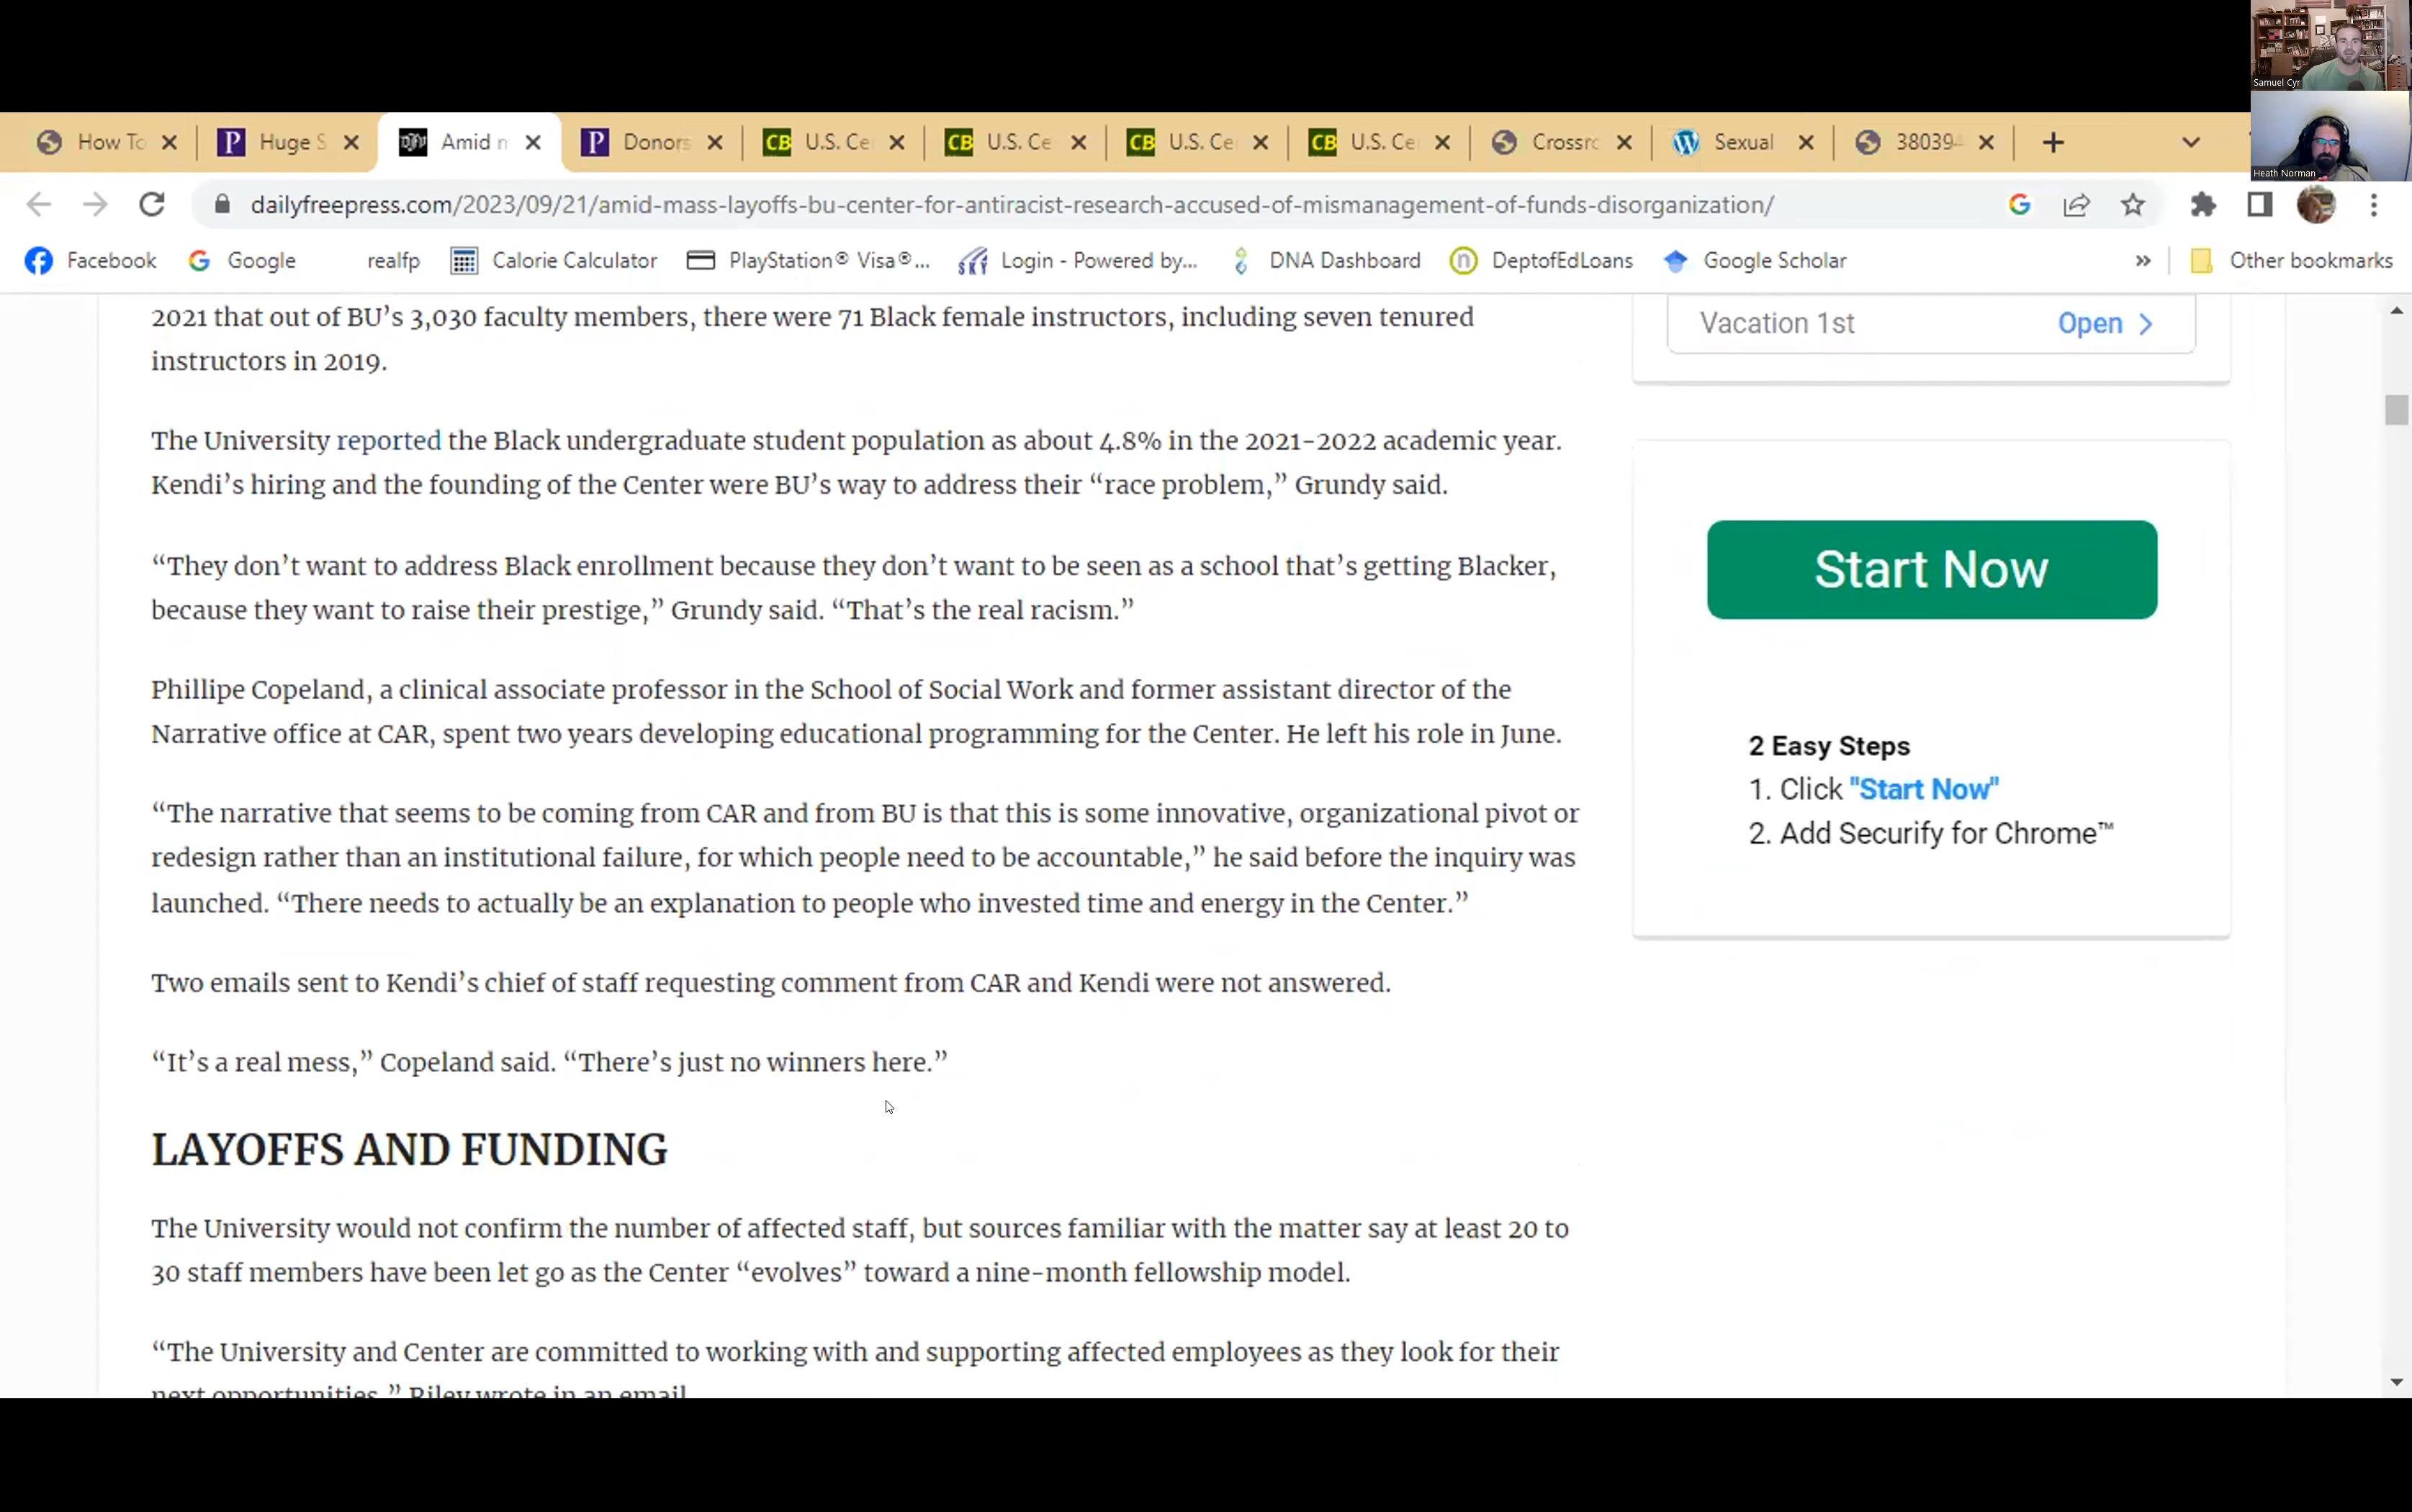 Samuel Cyr
Heath Norman
How To
Huge S
Amid n
Donors
CB U.S. Ce
CB U.S. Ce
CB U.S. Ce
CB U.S. Ce
Crossro
Sexual
38039
dailyfreepress.com/2023/09/21/amid-mass-layoffs-bu-center-for-antiracist-research-accused-of-mismanagement-of-funds-disorganization/
Facebook
Google
realfp
Calorie Calculator
PlayStation® Visa®...
SKY
Login - Powered by...
DNA Dashboard
DeptofEdLoans
Google Scholar
»
Other bookmarks
2021 that out of BU’s 3,030 faculty members, there were 71 Black female instructors, including seven tenured
instructors in 2019.
The University reported the Black undergraduate student population as about 4.8% in the 2021-2022 academic year.
Kendi’s hiring and the founding of the Center were BU’s way to address their “race problem,” Grundy said.
“They don’t want to address Black enrollment because they don’t want to be seen as a school that’s getting Blacker,
because they want to raise their prestige,” Grundy said. “That’s the real racism.”
Phillipe Copeland, a clinical associate professor in the School of Social Work and former assistant director of the
Narrative office at CAR, spent two years developing educational programming for the Center. He left his role in June.
“The narrative that seems to be coming from CAR and from BU is that this is some innovative, organizational pivot or
redesign rather than an institutional failure, for which people need to be accountable,” he said before the inquiry was
launched. “There needs to actually be an explanation to people who invested time and energy in the Center.”
Two emails sent to Kendi’s chief of staff requesting comment from CAR and Kendi were not answered.
“It’s a real mess,” Copeland said. “There’s just no winners here.”
LAYOFFS AND FUNDING
The University would not confirm the number of affected staff, but sources familiar with the matter say at least 20 to
30 staff members have been let go as the Center “evolves” toward a nine-month fellowship model.
“The University and Center are committed to working with and supporting affected employees as they look for their
next opportunities,” Riley wrote in an email
Vacation 1st
Open
Start Now
2 Easy Steps
1. Click "Start Now"
2. Add Securify for Chrome™